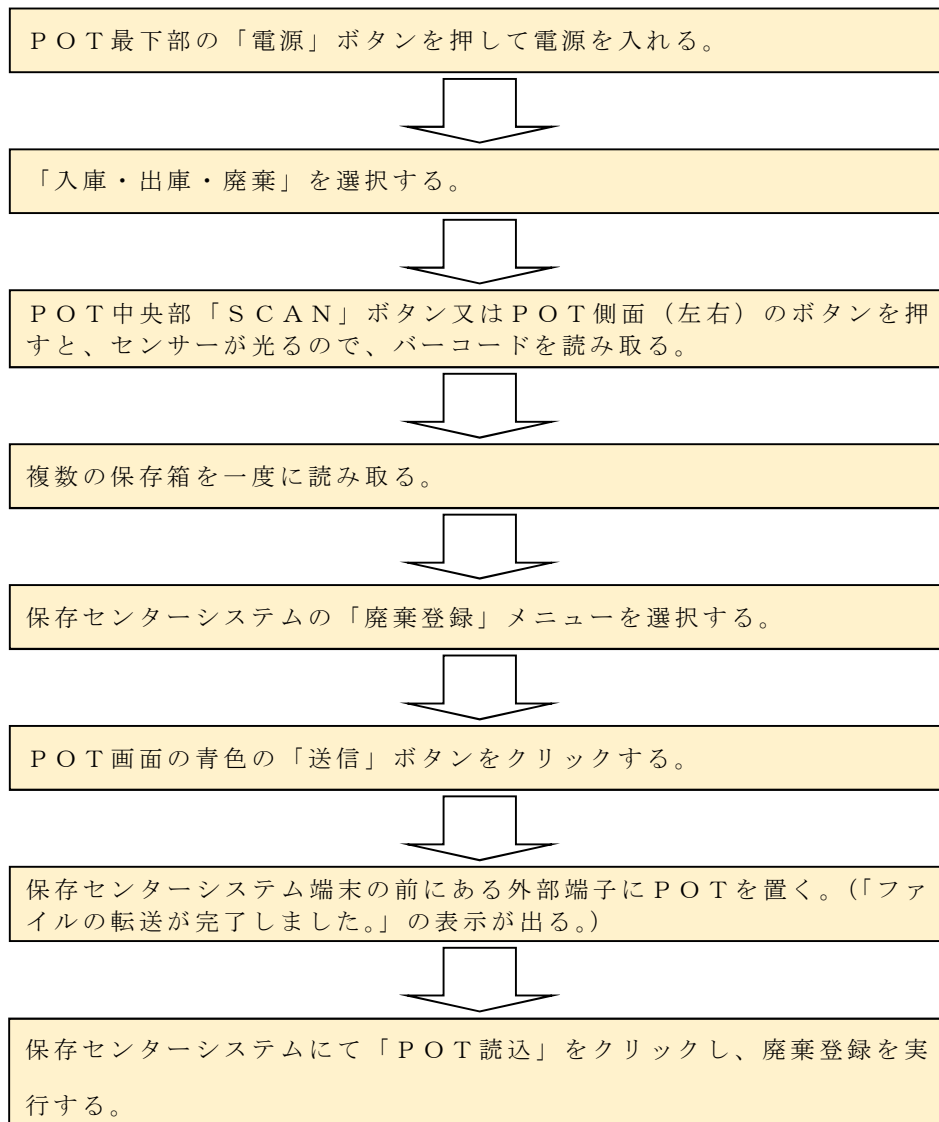 ＰＯＴ最下部の「電源」ボタンを押して電源を入れる。
「入庫・出庫・廃棄」を選択する。
ＰＯＴ中央部「ＳＣＡＮ」ボタン又はＰＯＴ側面（左右）のボタンを押
すと、センサーが光るので、バーコードを読み取る。
複数の保存箱を一度に読み取る。
保存センターシステムの「廃棄登録」メニューを選択する。
ＰＯＴ画面の青色の「送信」ボタンをクリックする。
保存センターシステム端末の前にある外部端子にＰＯＴを置く。（「ファ
イルの転送が完了しました。」の表示が出る。）
保存センターシステムにて「ＰＯＴ読込」をクリックし、廃棄登録を実
行する。